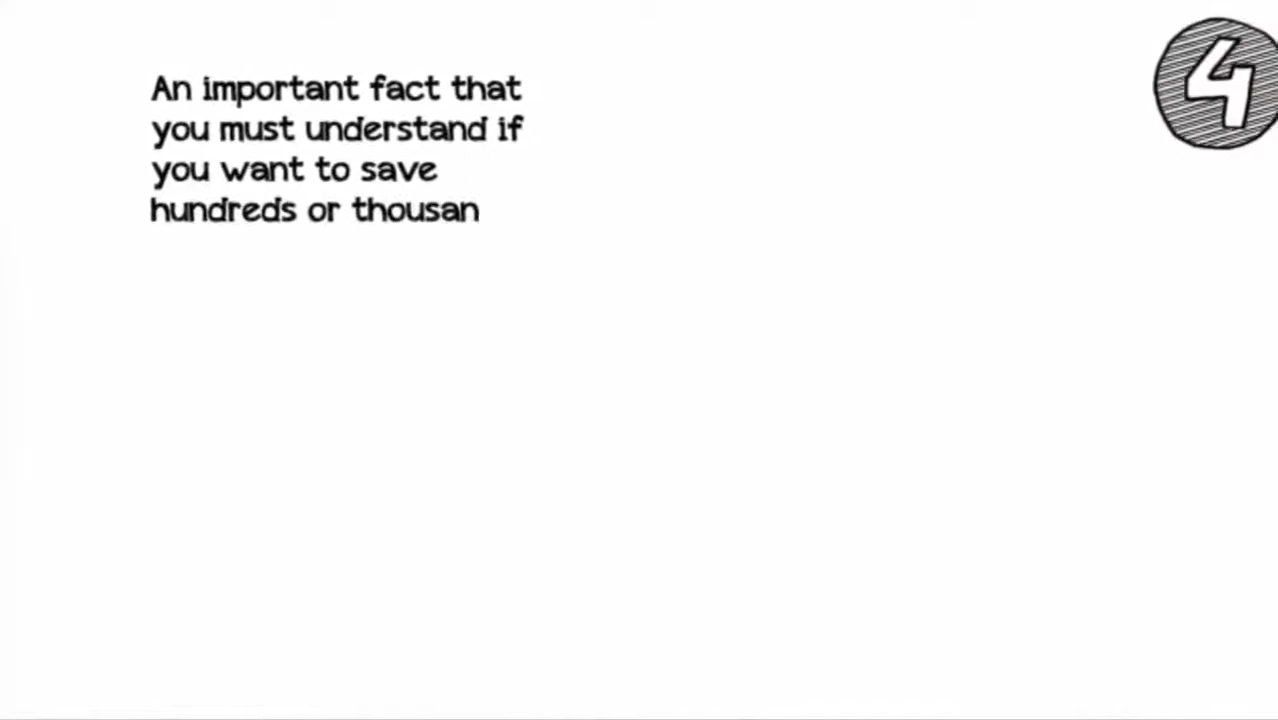 An important fact that
you must understand if
you want to save
hundreds or thousan
4